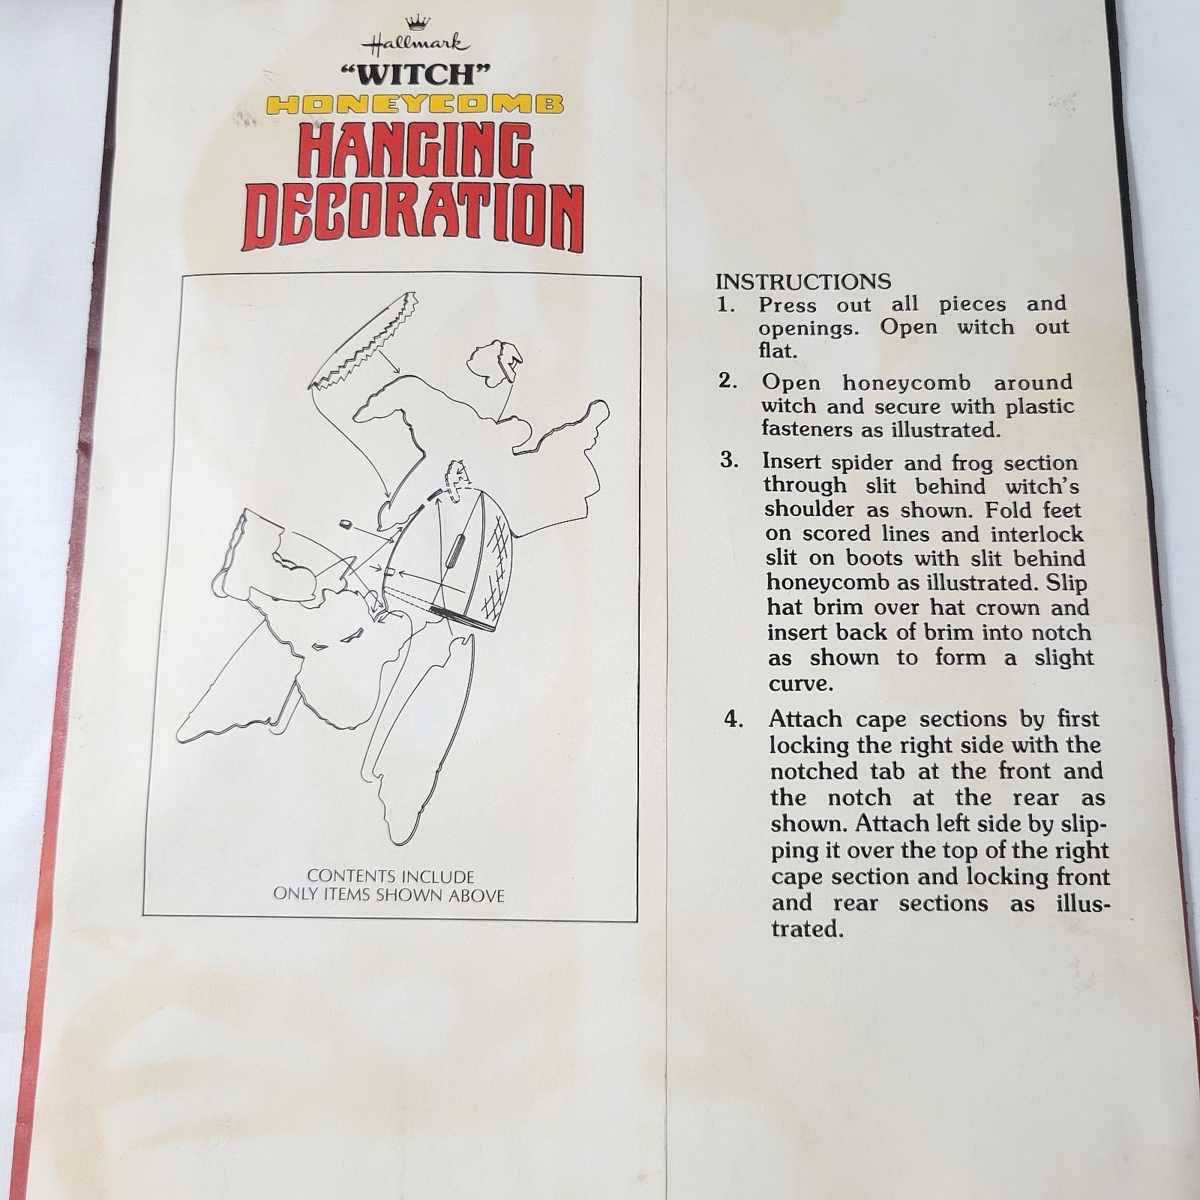 Hallmark
“WITCH”
HONEYCOMB
HANGING
DECORATION
CONTENTS INCLUDE
ONLY ITEMS SHOWN ABOVE
INSTRUCTIONS
1. Press out all pieces and
openings. Open witch out
flat.
2. Open honeycomb around
witch and secure with plastic
fasteners as illustrated.
3. Insert spider and frog section
through slit behind witch's
shoulder as shown. Fold feet
on scored lines and interlock
slit on boots with slit behind
honeycomb as illustrated. Slip
hat brim over hat crown and
insert back of brim into notch
as shown to form a slight
curve.
4. Attach cape sections by first
locking the right side with the
notched tab at the front and
the notch at the rear as
shown. Attach left side by slip-
ping it over the top of the right
cape section and locking front
and rear sections as illus-
trated.